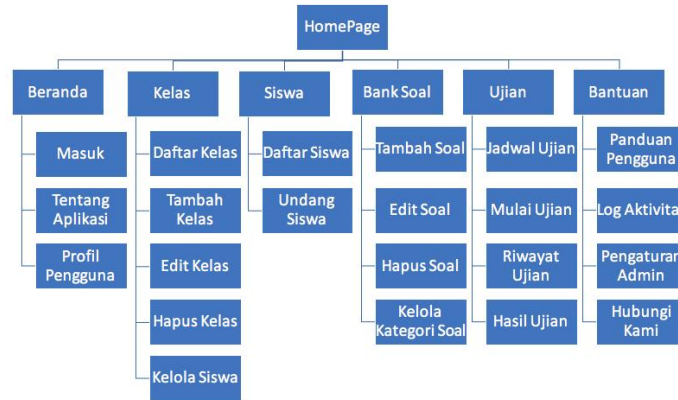 HomePage
Beranda
Kelas
Siswa
Bank Soal
Ujian
Bantuan
Masuk
Tentang
Aplikasi
Profil
Pengguna
Daftar Kelas
Tambah
Kelas
Edit Kelas
Hapus Kelas
Kelola Siswa
Daftar Siswa
Undang
Siswa
Tambah Soal
Edit Soal
Hapus Soal
Kelola
Kategori Soal
Jadwal Ujian
Mulai Ujian
Riwayat
Ujian
Hasil Ujian
Panduan
Pengguna
Log Aktivita
Pengaturan
Admin
Hubungi
Kami